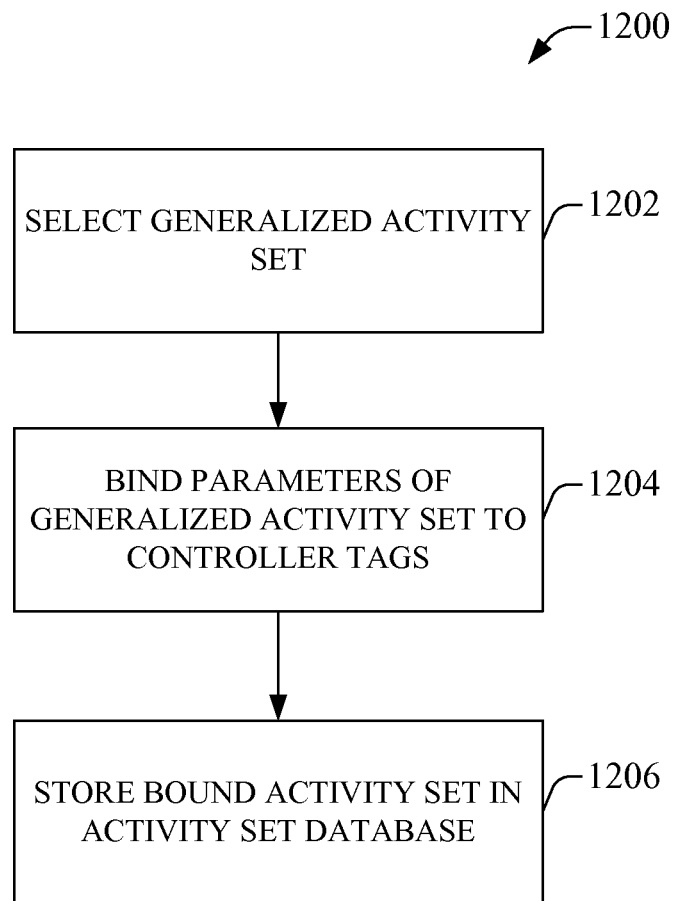 1200
SELECT GENERALIZED ACTIVITY
SET
1202
BIND PARAMETERS OF
GENERALIZED ACTIVITY SET TO
CONTROLLER TAGS
1204
STORE BOUND ACTIVITY SET IN
ACTIVITY SET DATABASE
1206